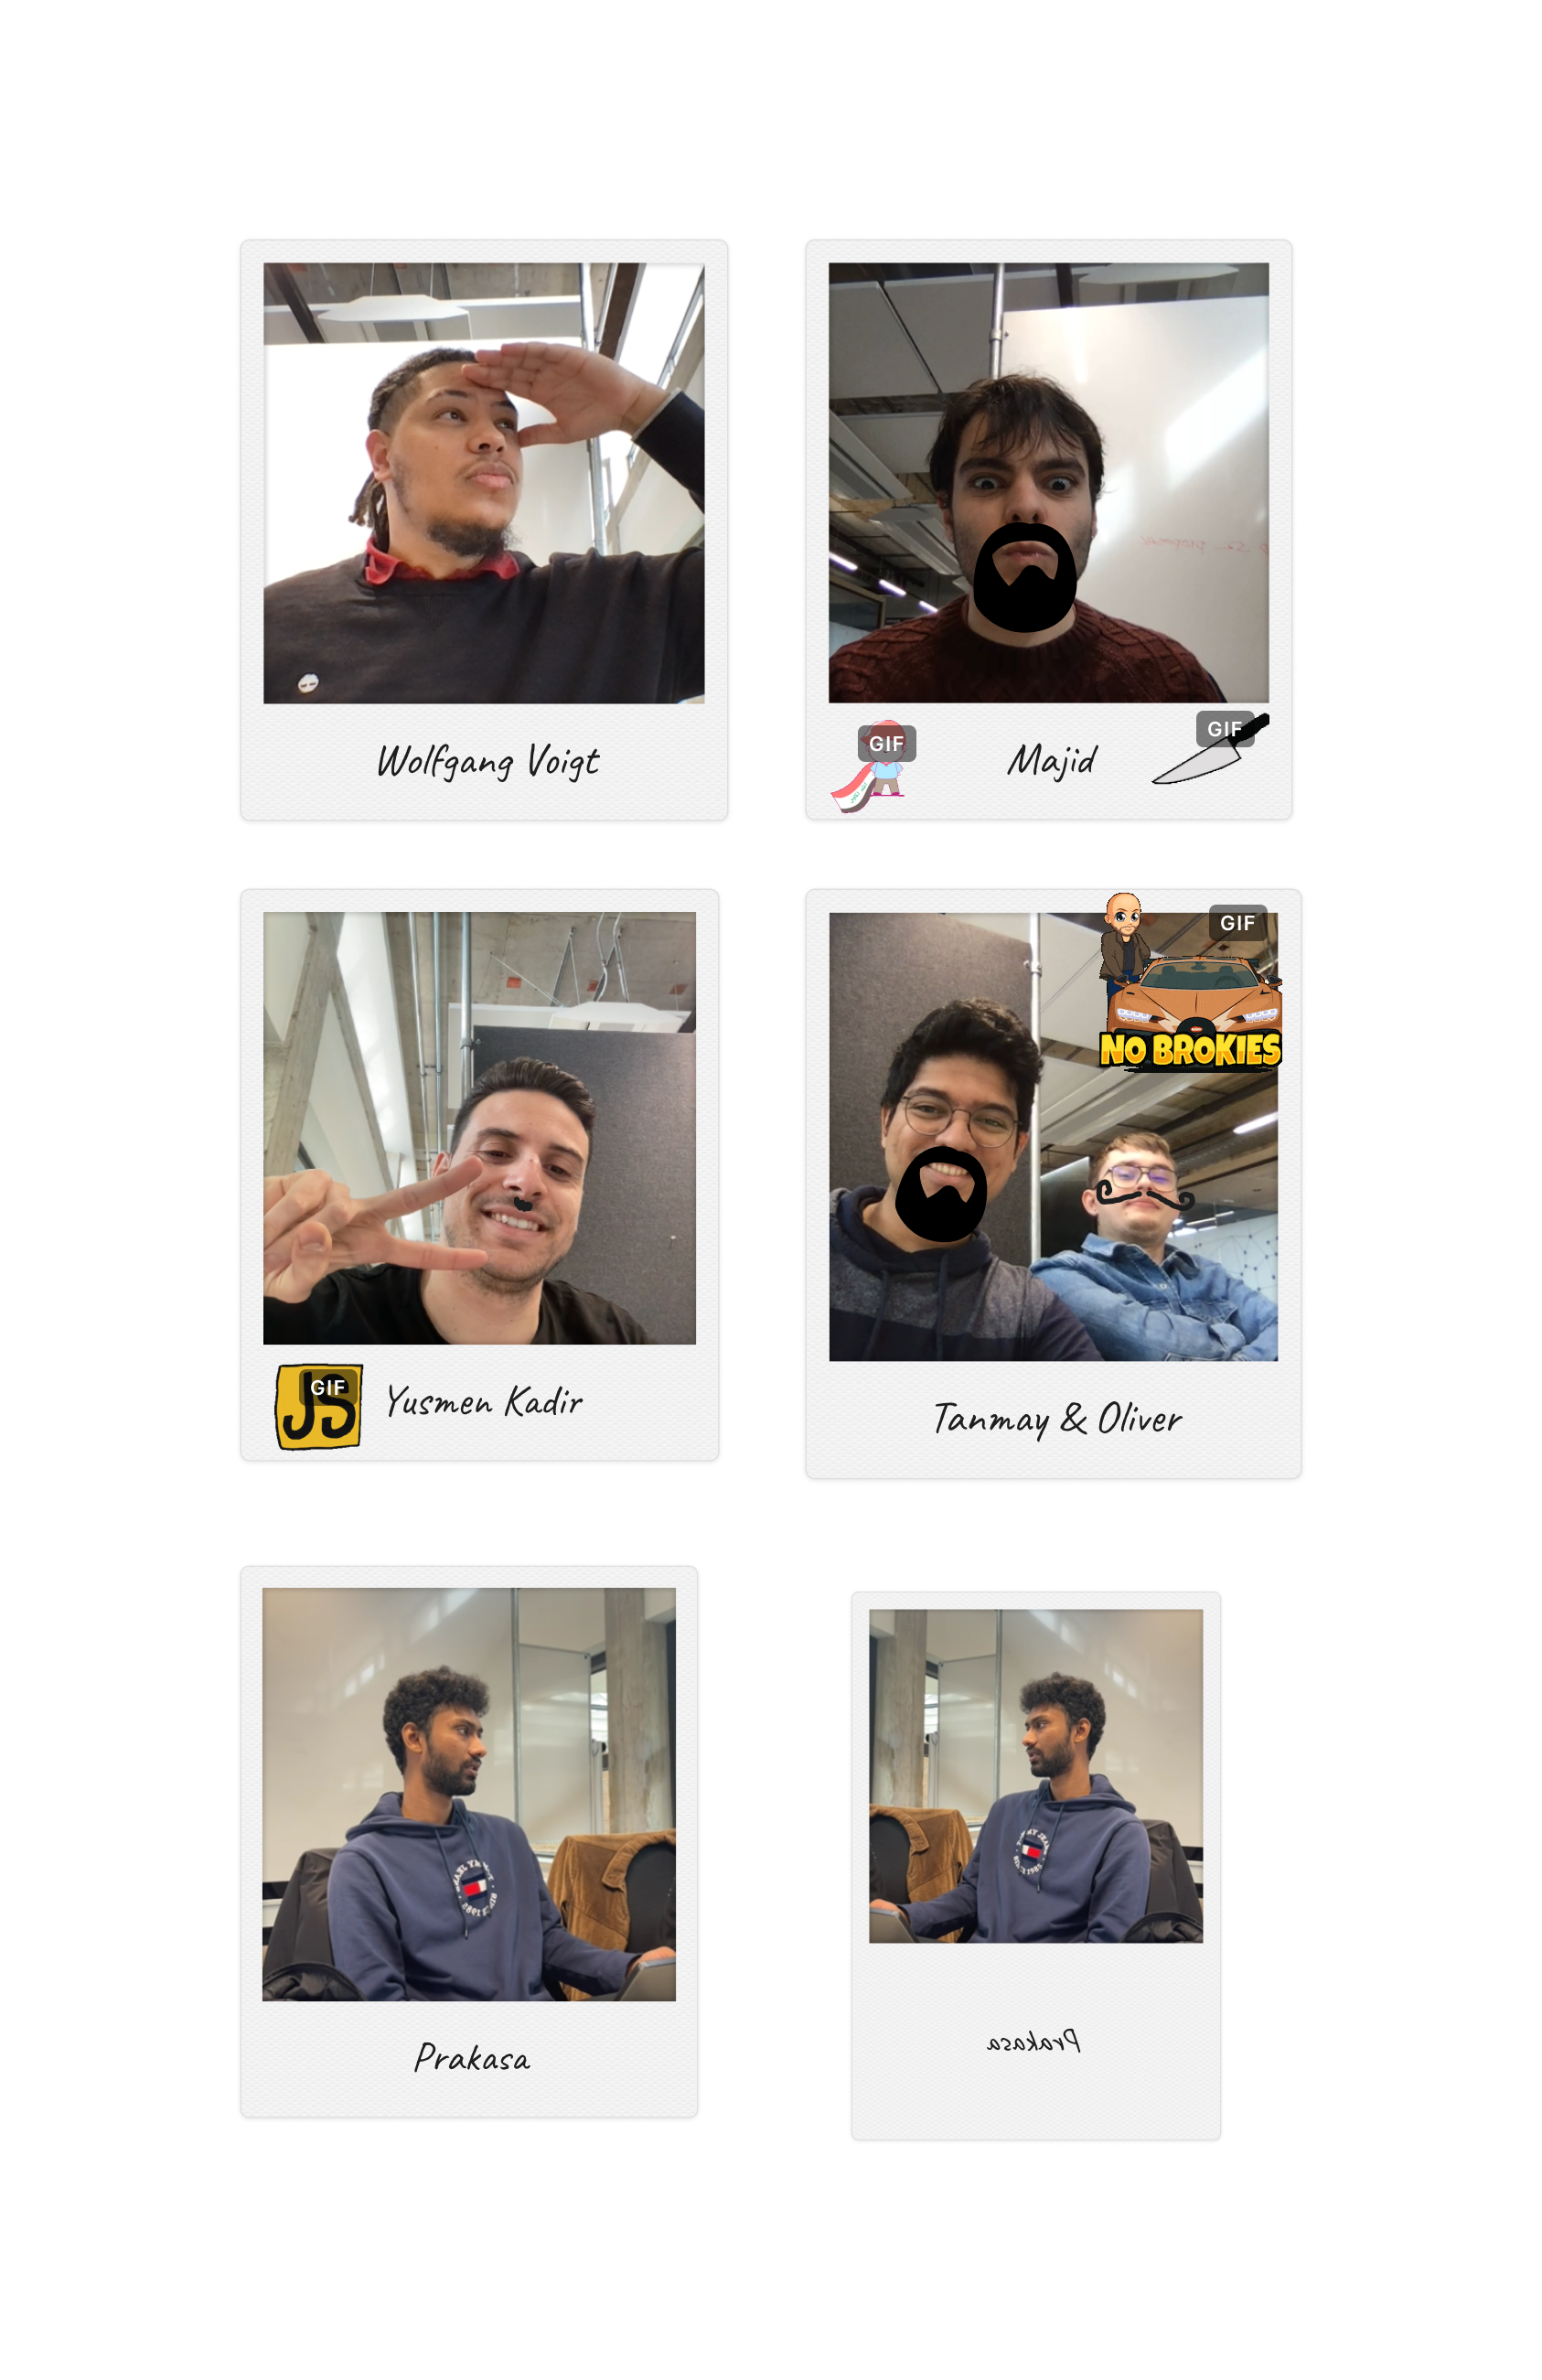 Wolfgang Voigt
GIF
Majid
GIF
GIF
NO BROKIES
GIF
JS
Yusmen Kadir
Tanmay & Oliver
Prakasa
Prakasa